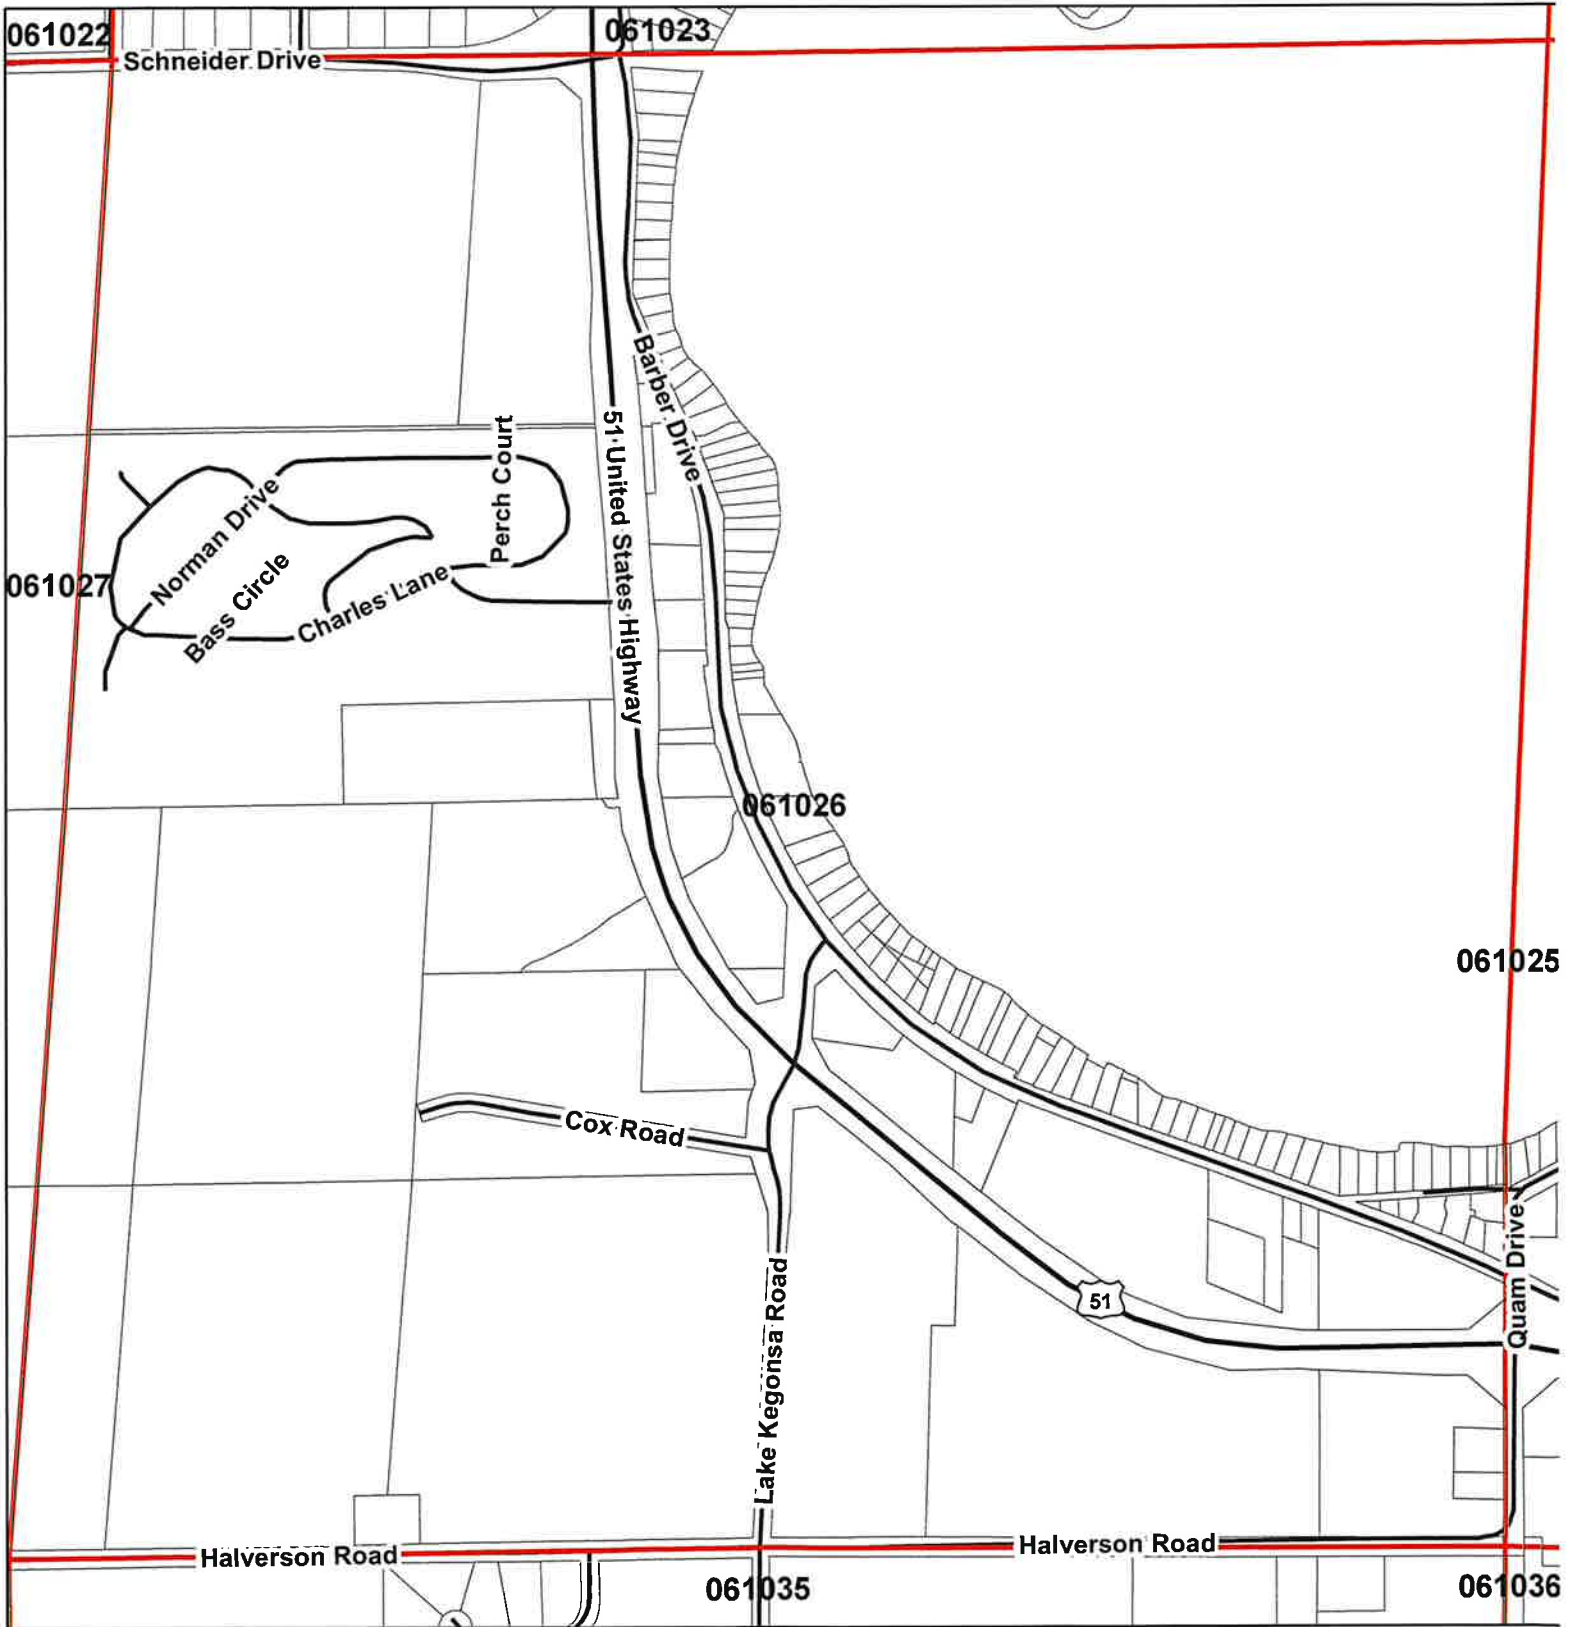 061022
061023
Schneider Drive
Barber Drive
51 United States Highway
Perch Court
Norman Drive
Bass Circle
Charles Lane
061027
061026
061025
Cox Road
Lake Kegonsa Road
51
Quam Drive
Halverson Road
Halverson Road
061035
061036